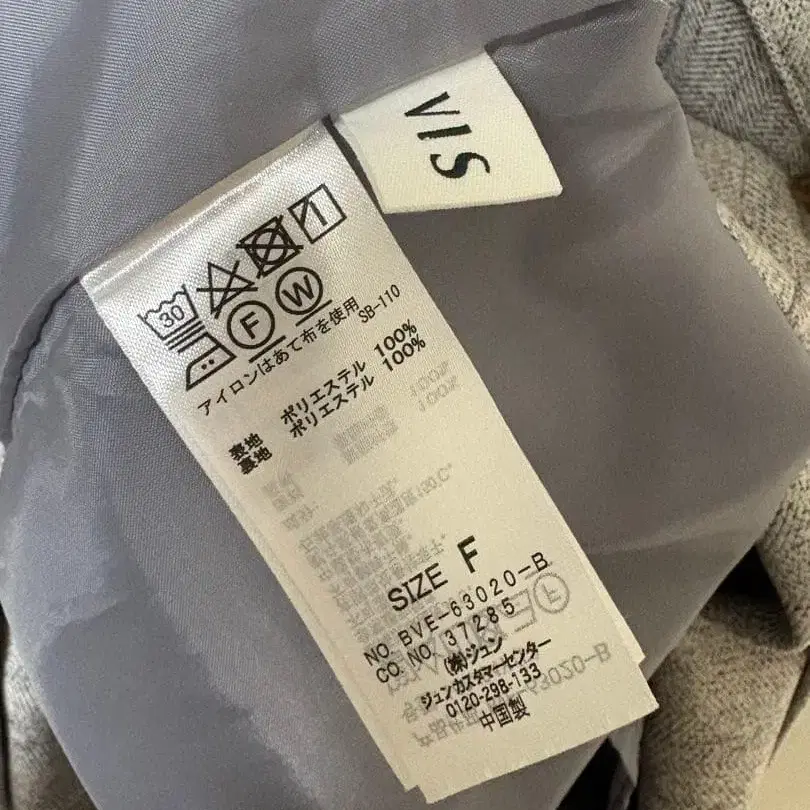 VIS
30
F
W
アイロンはあて布を使用 SB-110
表地 ポリエステル 100%
裏地 ポリエステル 100%
SIZE F
NO. BVE-63020-B
CO. NO. 37285
(株)ジュン
ジュンカスタマーセンター
0120-298-133
中国製